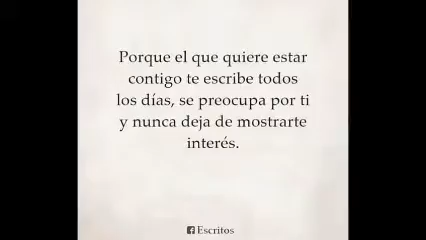 Porque el que quiere estar
contigo te escribe todos
los días, se preocupa por ti
y nunca deja de mostrarte
interés.
Escritos